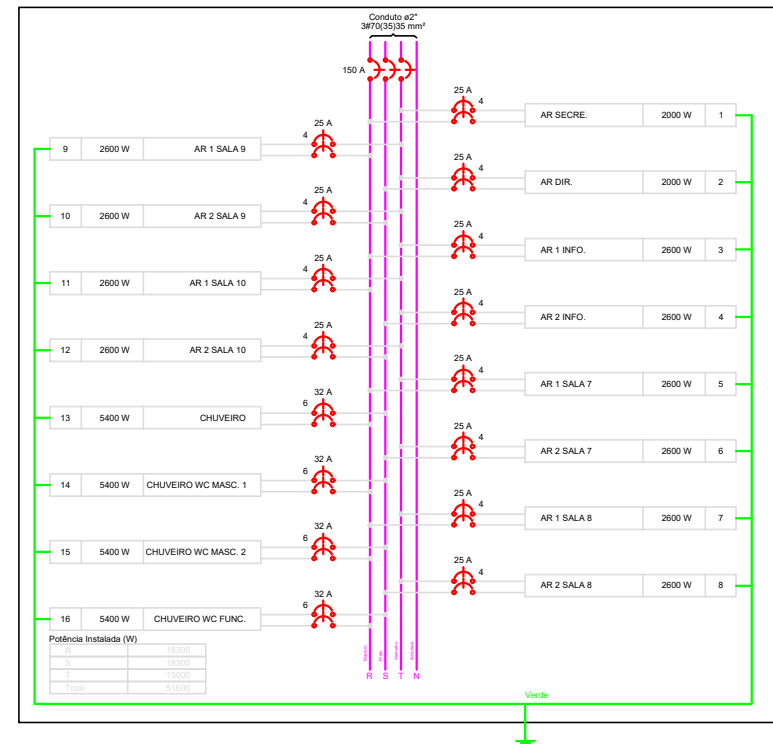 Conduto ø2"
3#70(35)35 mm²
150 A
25 A
4
AR SECRE. 2000 W 1
25 A
4
AR DIR. 2000 W 2
25 A
4
AR 1 INFO. 2600 W 3
25 A
4
AR 2 INFO. 2600 W 4
25 A
4
AR 1 SALA 7 2600 W 5
25 A
4
AR 2 SALA 7 2600 W 6
25 A
4
AR 1 SALA 8 2600 W 7
25 A
4
AR 2 SALA 8 2600 W 8
25 A
4
9 2600 W AR 1 SALA 9
25 A
4
10 2600 W AR 2 SALA 9
25 A
4
11 2600 W AR 1 SALA 10
25 A
4
12 2600 W AR 2 SALA 10
32 A
6
13 5400 W CHUVEIRO
32 A
6
14 5400 W CHUVEIRO WC MASC. 1
32 A
6
15 5400 W CHUVEIRO WC MASC. 2
32 A
6
16 5400 W CHUVEIRO WC FUNC.
Potência Instalada (W)
R 18300
S 18300
T 15000
Total 51600
R S T N
Verde